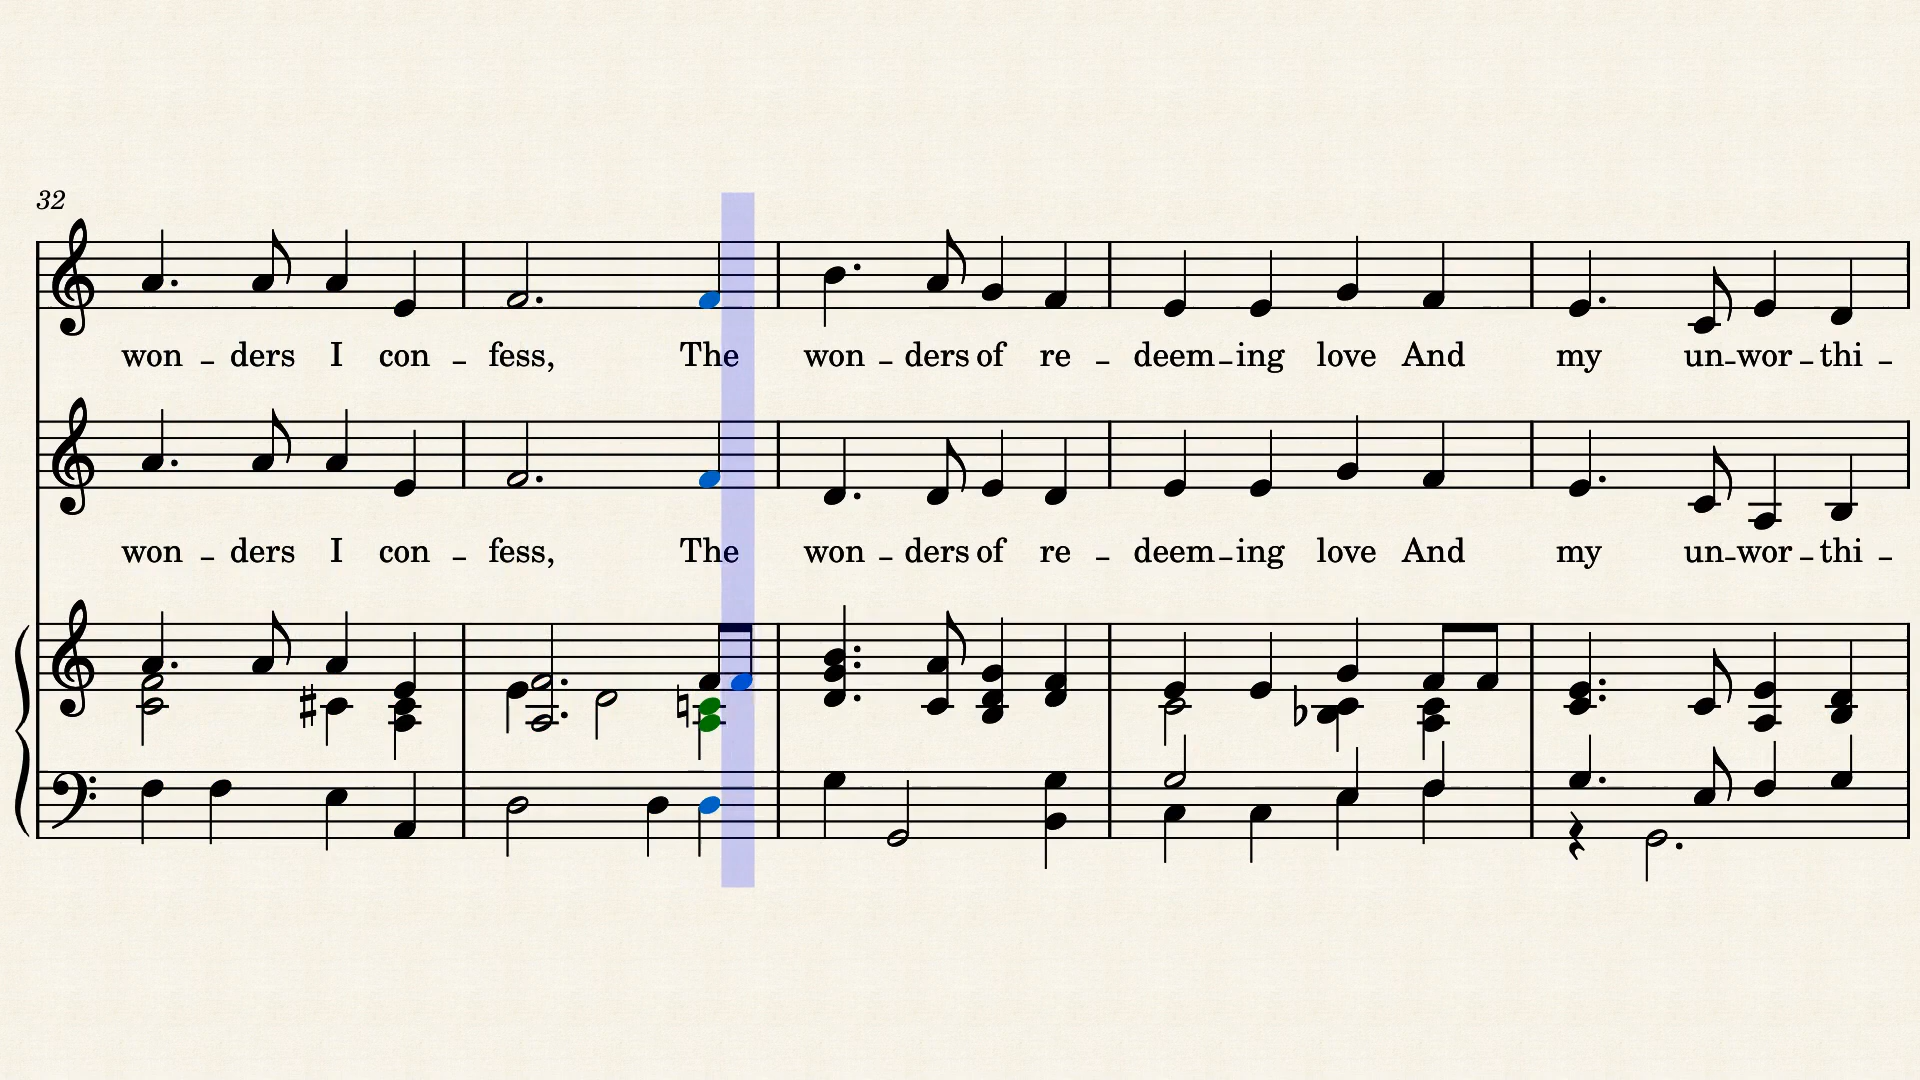 32
won - ders I con - fess, The won - ders of re - deem - ing love And my un - wor - thi -
won - ders I con - fess, The won - ders of re - deem - ing love And my un - wor - thi -